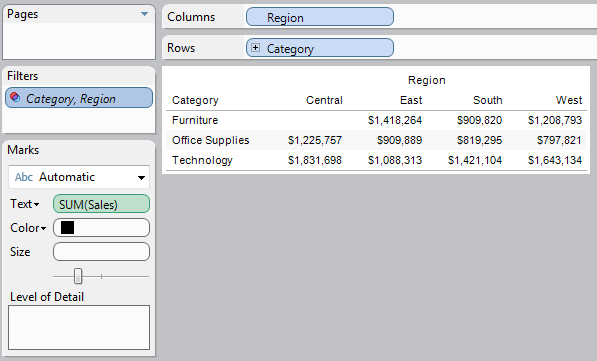 Pages
Columns Region
Rows Category
Filters
Category, Region
Marks
Abc Automatic
Text SUM(Sales)
Color
Size
Level of Detail
Region
Category Central East South West
Furniture $1,418,264 $909,820 $1,208,793
Office Supplies $1,225,757 $909,889 $819,295 $797,821
Technology $1,831,698 $1,088,313 $1,421,104 $1,643,134